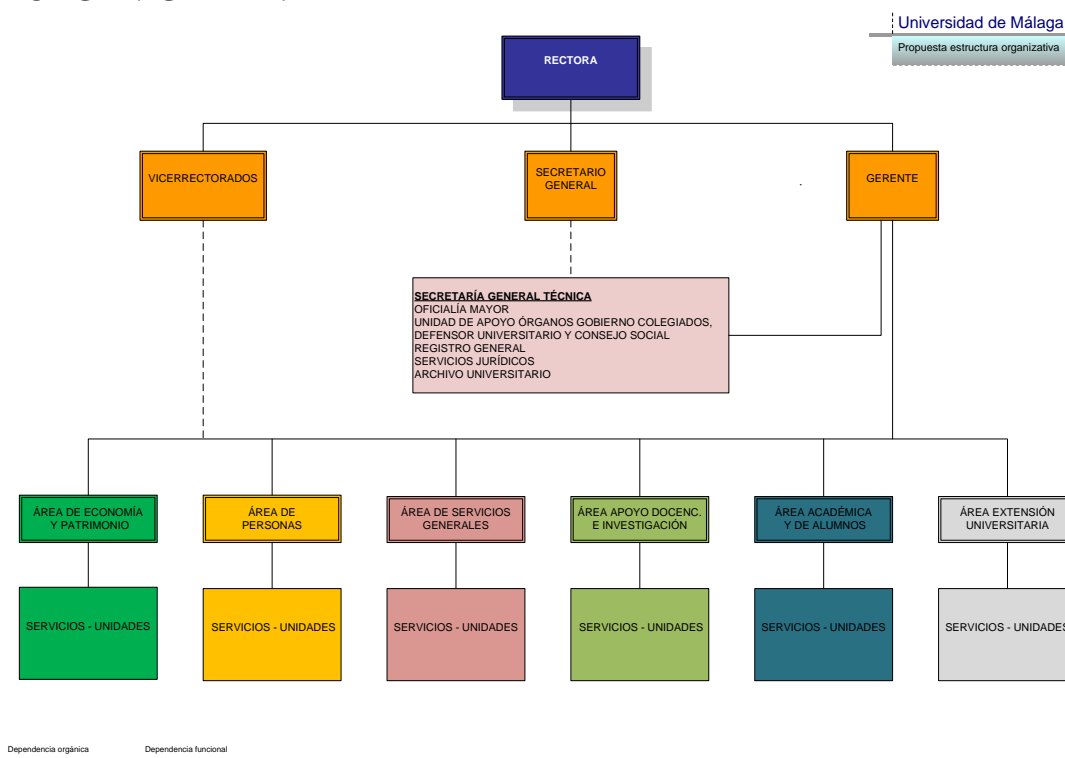 Universidad de Málaga
Propuesta estructura organizativa
RECTORA
VICERRECTORADOS
SECRETARIO
GENERAL
GERENTE
SECRETARÍA GENERAL TÉCNICA
OFICIALÍA MAYOR
UNIDAD DE APOYO ÓRGANOS GOBIERNO COLEGIADOS,
DEFENSOR UNIVERSITARIO Y CONSEJO SOCIAL
REGISTRO GENERAL
SERVICIOS JURÍDICOS
ARCHIVO UNIVERSITARIO
ÁREA DE ECONOMÍA
Y PATRIMONIO
ÁREA DE
PERSONAS
ÁREA DE SERVICIOS
GENERALES
ÁREA APOYO DOCENC.
E INVESTIGACIÓN
ÁREA ACADÉMICA
Y DE ALUMNOS
ÁREA EXTENSIÓN
UNIVERSITARIA
SERVICIOS - UNIDADES
SERVICIOS - UNIDADES
SERVICIOS - UNIDADES
SERVICIOS - UNIDADES
SERVICIOS - UNIDADES
SERVICIOS - UNIDADES
Dependencia orgánica
Dependencia funcional